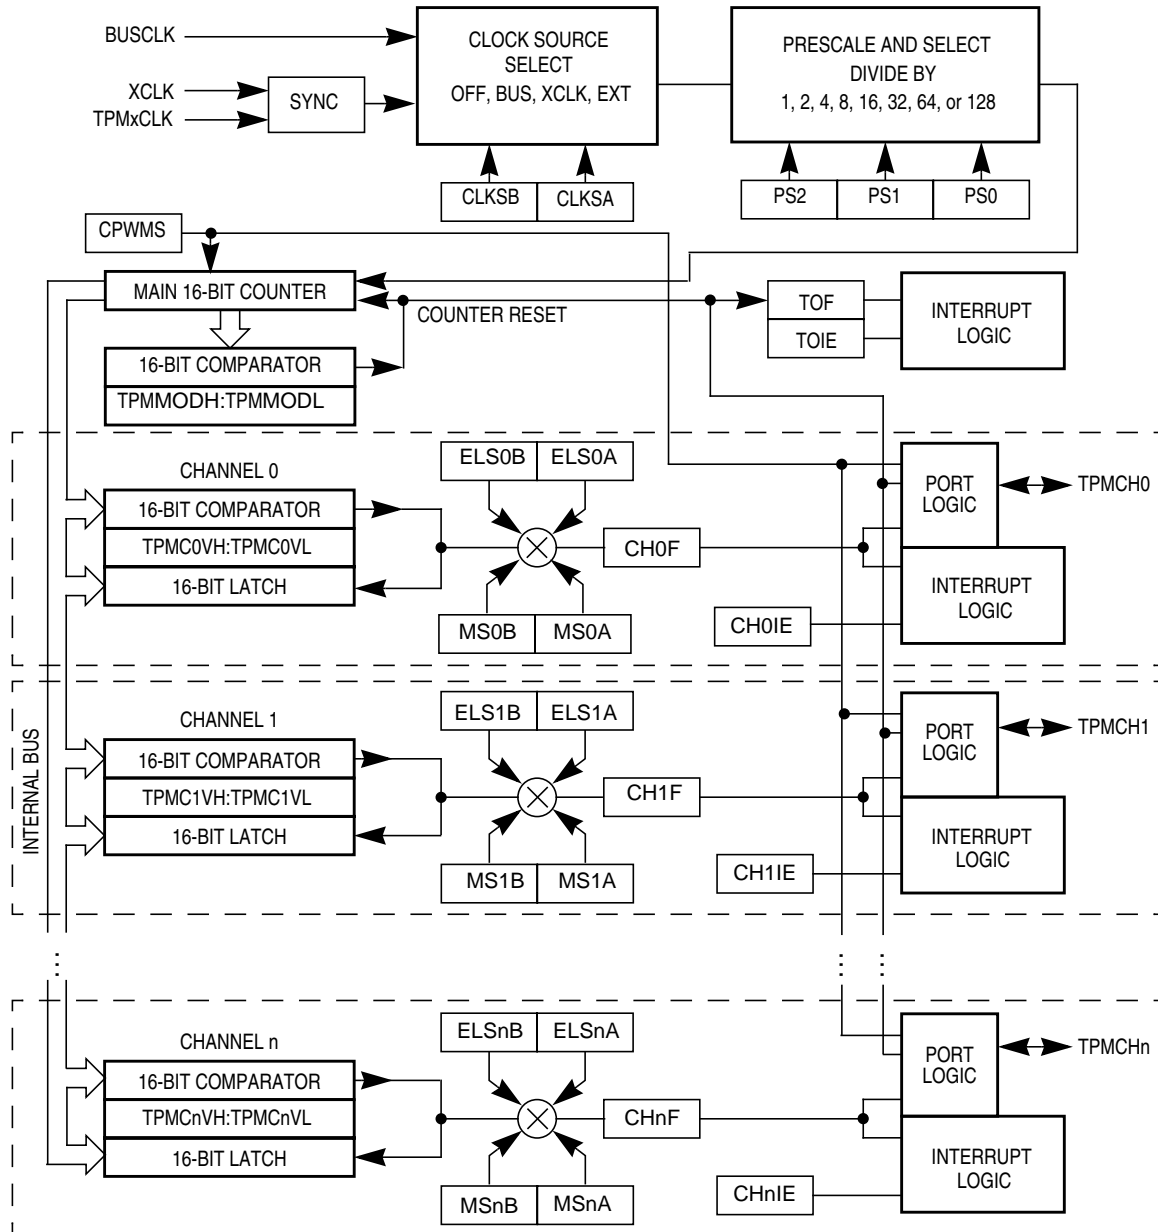 BUSCLK
XCLK
TPMxCLK
SYNC
CLOCK SOURCE
SELECT
OFF, BUS, XCLK, EXT
PRESCALE AND SELECT
DIVIDE BY
1, 2, 4, 8, 16, 32, 64, or 128
CLKSB
CLKSA
PS2
PS1
PS0
CPWMS
MAIN 16-BIT COUNTER
COUNTER RESET
TOF
TOIE
INTERRUPT
LOGIC
16-BIT COMPARATOR
TPMMODH:TPMMODL
INTERNAL BUS
CHANNEL 0
16-BIT COMPARATOR
TPMC0VH:TPMC0VL
16-BIT LATCH
ELS0B
ELS0A
MS0B
MS0A
CH0F
CH0IE
PORT
LOGIC
INTERRUPT
LOGIC
TPMCH0
CHANNEL 1
16-BIT COMPARATOR
TPMC1VH:TPMC1VL
16-BIT LATCH
ELS1B
ELS1A
MS1B
MS1A
CH1F
CH1IE
PORT
LOGIC
INTERRUPT
LOGIC
TPMCH1
...
...
...
CHANNEL n
16-BIT COMPARATOR
TPMCnVH:TPMCnVL
16-BIT LATCH
ELSnB
ELSnA
MSnB
MSnA
CHnF
CHnIE
PORT
LOGIC
INTERRUPT
LOGIC
TPMCHn